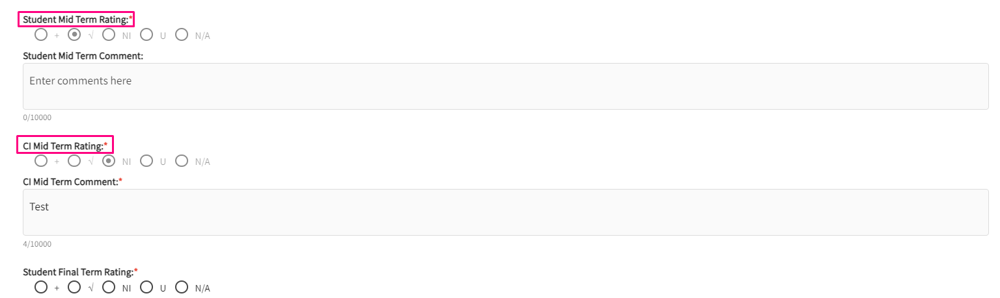 Student Mid Term Rating:*
+ √ NI U N/A
Student Mid Term Comment:
Enter comments here
0/10000
CI Mid Term Rating:*
+ √ NI U N/A
CI Mid Term Comment:*
Test
4/10000
Student Final Term Rating:*
+ √ NI U N/A